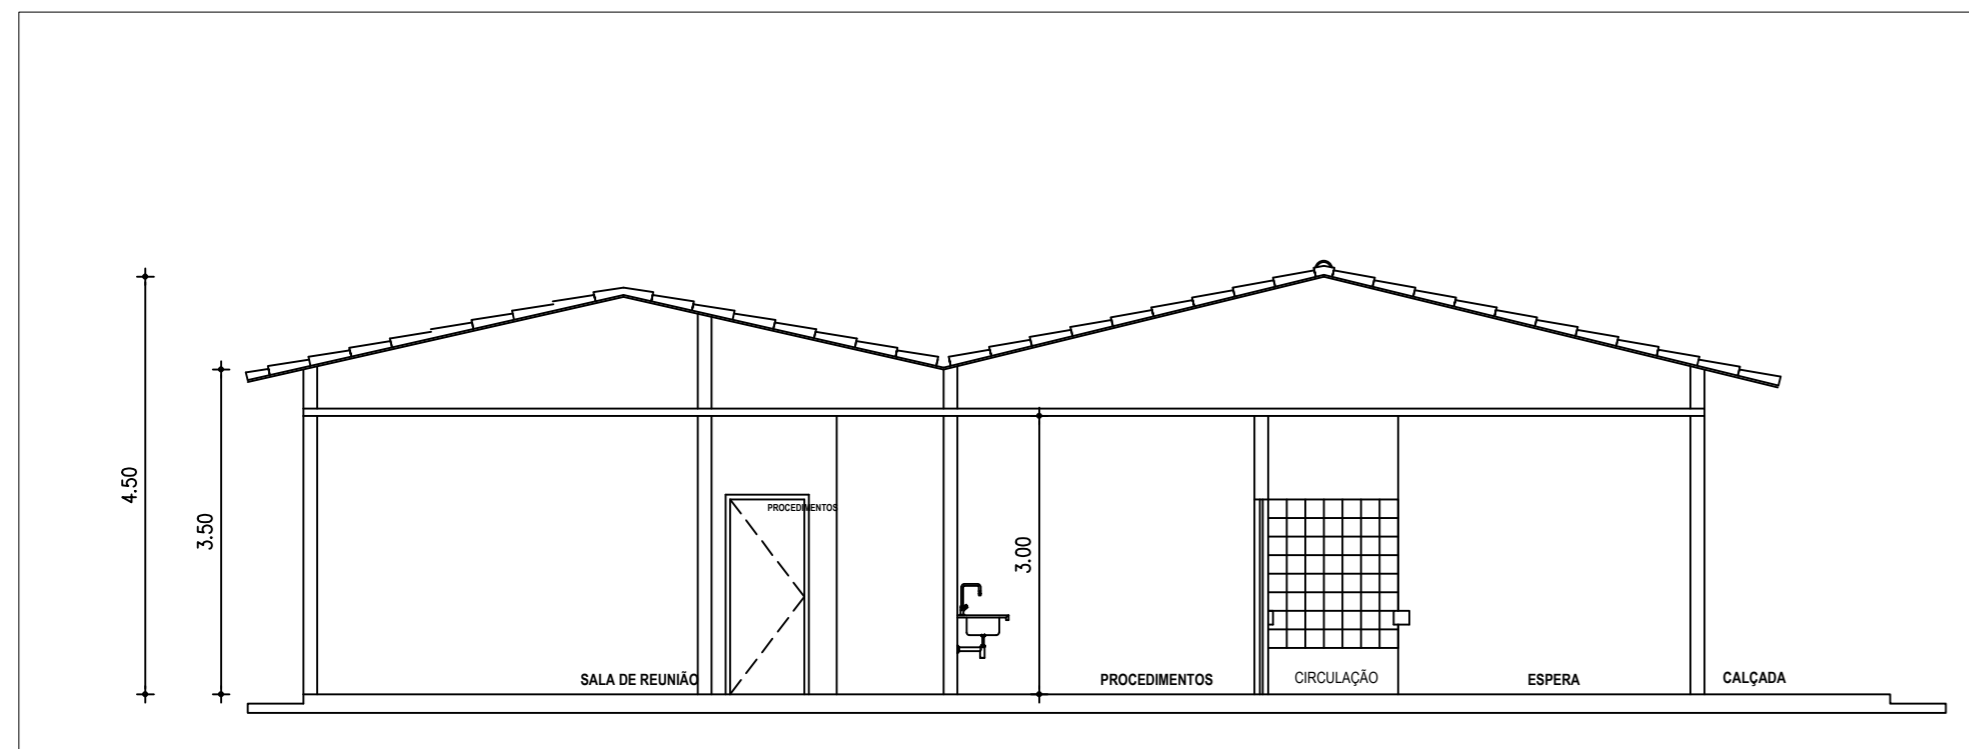 4.50
3.50
PROCEDIMENTOS
3.00
SALA DE REUNIÃO
PROCEDIMENTOS
CIRCULAÇÃO
ESPERA
CALÇADA